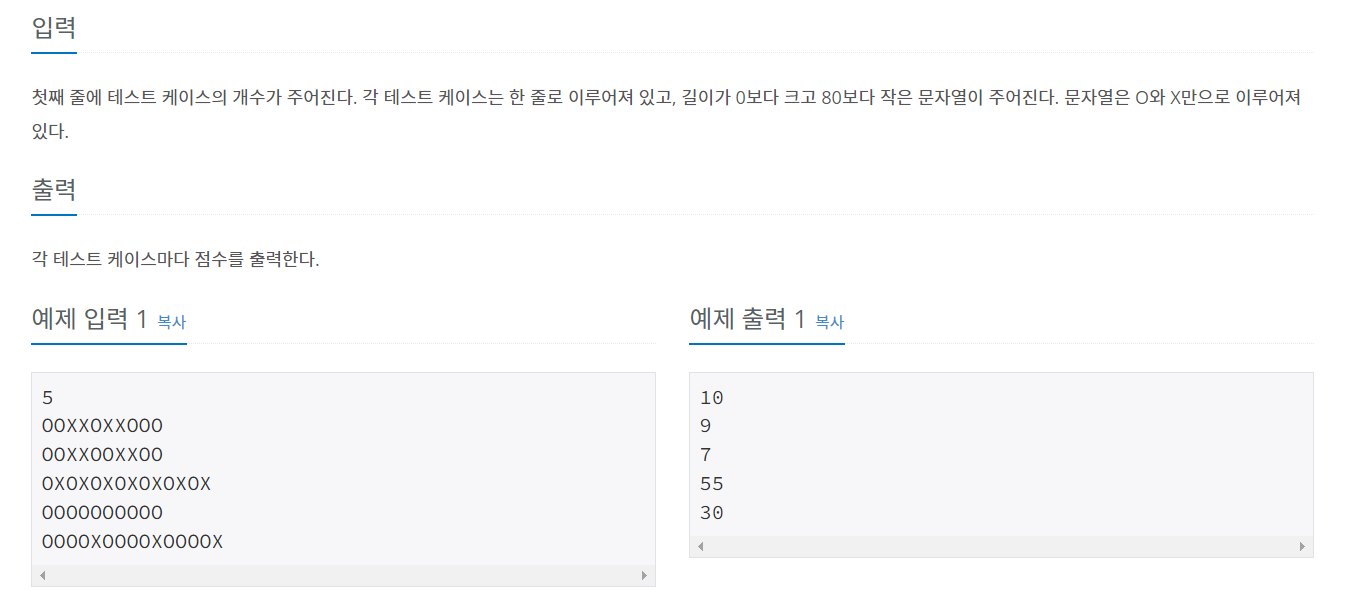 입력
첫째 줄에 테스트 케이스의 개수가 주어진다. 각 테스트 케이스는 한 줄로 이루어져 있고, 길이가 0보다 크고 80보다 작은 문자열이 주어진다. 문자열은 O와 X만으로 이루어져
있다.
출력
각 테스트 케이스마다 점수를 출력한다.
예제 입력 1 복사
5
OOXXOXXOOO
OOXXOOXXOO
OXOXOXOXOXOXOX
OOOOOOOOOO
OOOOXOOOOXOOOOX
예제 출력 1 복사
10
9
7
55
30